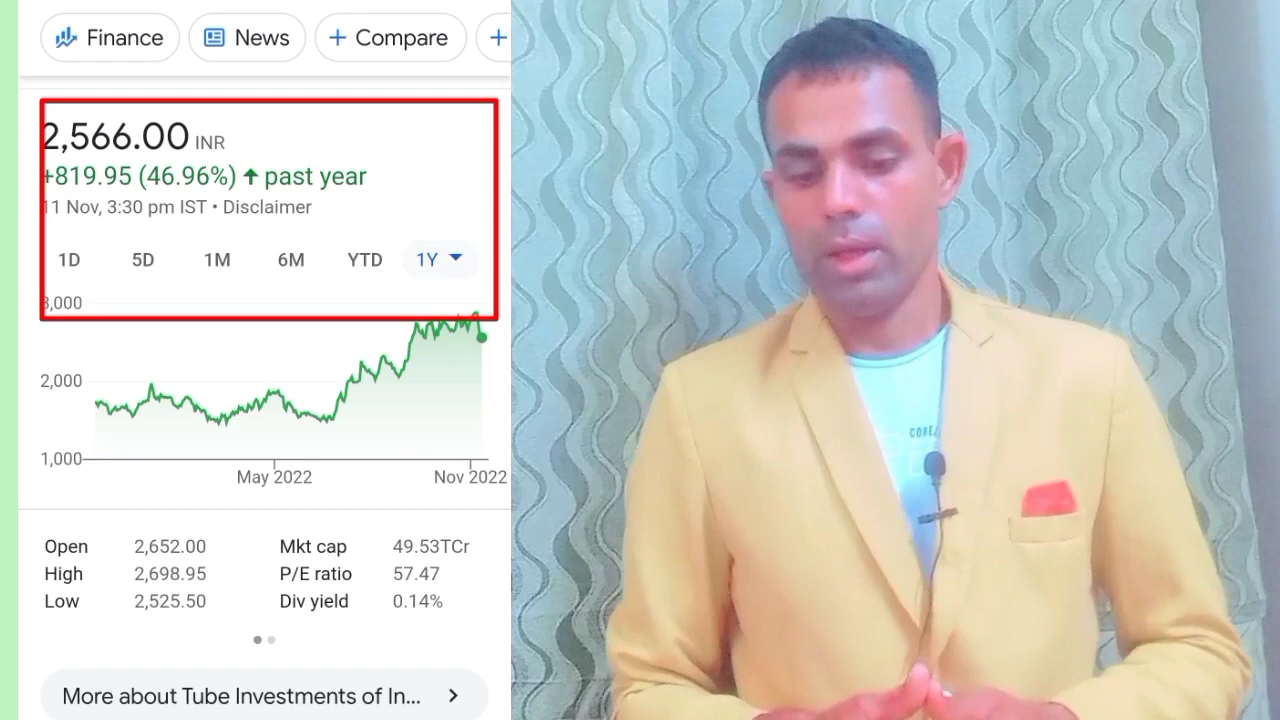 Finance News + Compare +
2,566.00 INR
+819.95 (46.96%) ↑ past year
11 Nov, 3:30 pm IST • Disclaimer
1D 5D 1M 6M YTD 1Y
3,000
2,000
1,000
May 2022 Nov 2022
Open 2,652.00 Mkt cap 49.53TCr
High 2,698.95 P/E ratio 57.47
Low 2,525.50 Div yield 0.14%
More about Tube Investments of In...
CORE/